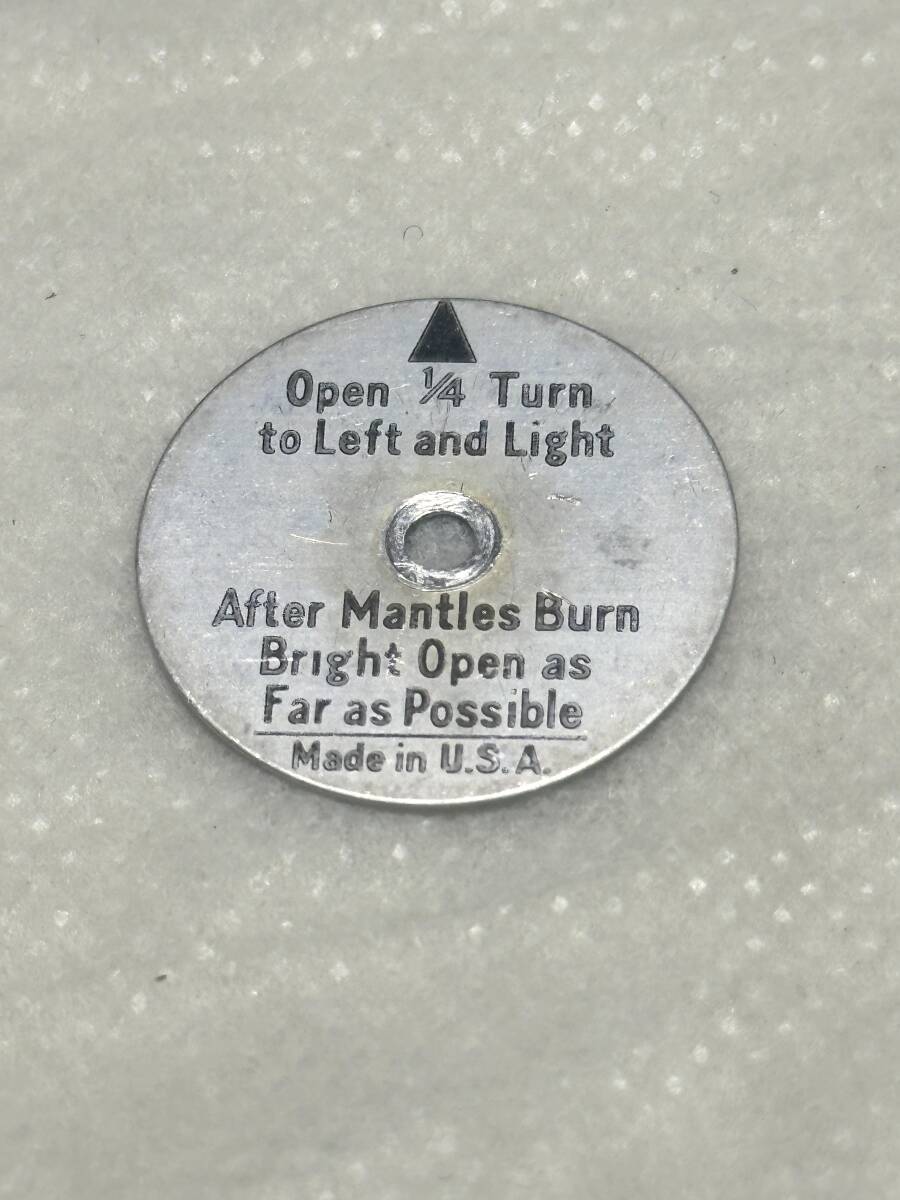 Open ¼ Turn
to Left and Light
After Mantles Burn
Bright Open as
Far as Possible
Made in U.S.A.